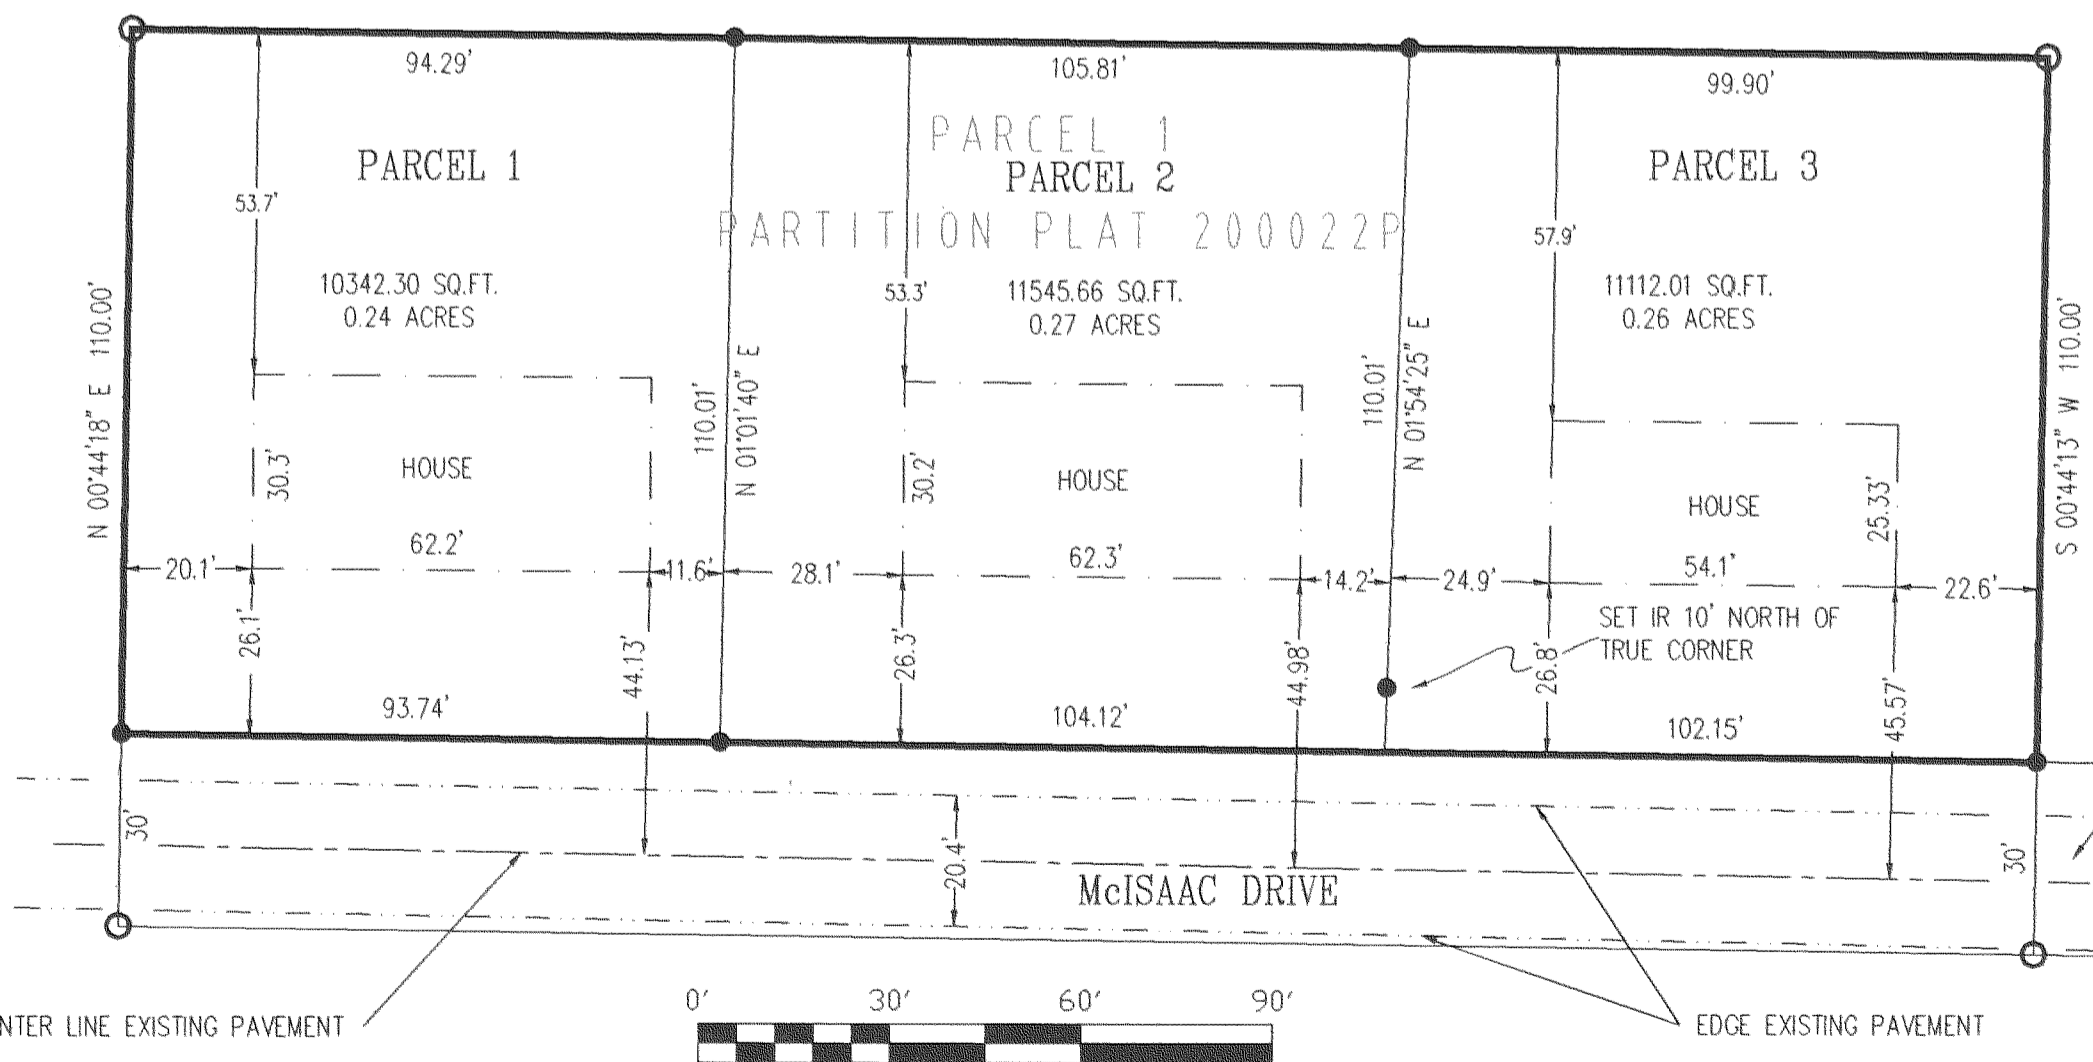 94.29'
105.81'
99.90'
PARCEL 1
PARCEL 1
PARCEL 2
PARCEL 3
PARTITION PLAT 200022P
53.7'
53.3'
57.9'
10342.30 SQ.FT.
0.24 ACRES
11545.66 SQ.FT.
0.27 ACRES
11112.01 SQ.FT.
0.26 ACRES
N 00°44'18" E 110.00'
110.01'
N 01°01'40" E
110.01'
N 01°54'25" E
S 00°44'13" W 110.00'
30.3'
HOUSE
62.2'
30.2'
HOUSE
62.3'
25.33'
HOUSE
54.1'
20.1'
11.6'
28.1'
14.2'
24.9'
22.6'
26.1'
44.13'
26.3'
44.98'
26.8'
45.57'
SET IR 10' NORTH OF
TRUE CORNER
93.74'
104.12'
102.15'
30'
20.4'
McISAAC DRIVE
30'
0' 30' 60' 90'
NTER LINE EXISTING PAVEMENT
EDGE EXISTING PAVEMENT